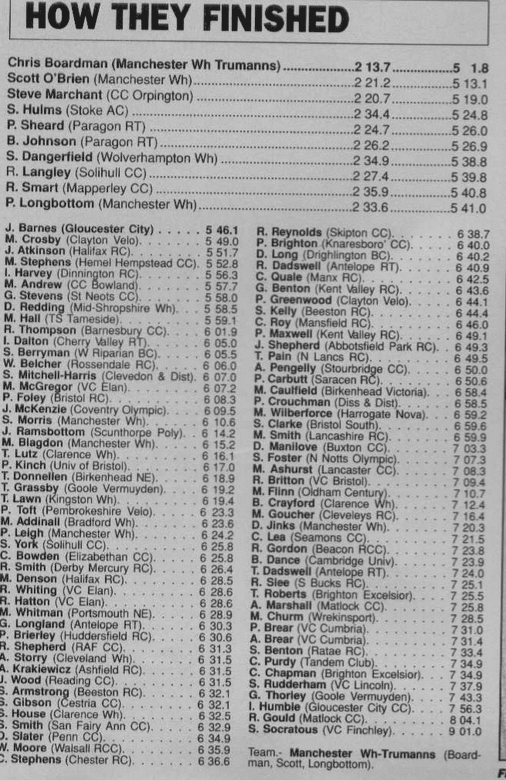 HOW THEY FINISHED
Chris Boardman (Manchester Wh Trumanns)....................2 13.7.................5 1.8
Scott O'Brien (Manchester Wh)..........................................2 21.2.................5 13.1
Steve Marchant (CC Orpington)........................................2 20.7.................5 19.0
S. Hulms (Stoke AC)..........................................................2 34.4.................5 24.8
P. Sheard (Paragon RT).....................................................2 24.7.................5 26.0
B. Johnson (Paragon RT)...................................................2 26.2.................5 26.9
S. Dangerfield (Wolverhampton Wh).................................2 34.9.................5 38.8
R. Langley (Solihull CC)....................................................2 27.4.................5 39.8
R. Smart (Mapperley CC)...................................................2 35.9.................5 40.8
P. Longbottom (Manchester Wh)........................................2 33.6.................5 41.0
J. Barnes (Gloucester City) . . . . . 5 46.1
M. Crosby (Clayton Velo). . . . . . 5 49.0
J. Atkinson (Halifax RC). . . . . . 5 51.7
M. Stephens (Hemel Hempstead CC). 5 52.8
I. Harvey (Dinnington RC). . . . . . 5 56.3
M. Andrew (CC Bowland). . . . . . 5 57.7
G. Stevens (St Neots CC) . . . . . . 5 58.0
D. Redding (Mid-Shropshire Wh). . . 5 58.5
M. Hall (TS Tameside). . . . . . . 5 59.1
R. Thompson (Barnesbury CC) . . . 6 01.9
I. Dalton (Cherry Valley RT). . . . . 6 05.0
S. Berryman (W Riparian BC) . . . . 6 05.5
W. Belcher (Rossendale RC). . . . . 6 06.0
S. Mitchell-Harris (Clevedon & Dist). 6 07.0
M. McGregor (VC Elan) . . . . . . 6 07.2
P. Foley (Bristol RC) . . . . . . . 6 08.3
J. McKenzie (Coventry Olympic). . . 6 09.5
S. Morris (Manchester Wh) . . . . . 6 10.6
J. Ramsbottom (Scunthorpe Poly). . 6 14.2
M. Blagdon (Manchester Wh). . . . 6 15.2
T. Lutz (Clarence Wh). . . . . . . 6 16.1
P. Kinch (Univ of Bristol). . . . . . 6 17.0
T. Donnellen (Birkenhead NE). . . . 6 18.9
T. Grassby (Goole Vermuyden) . . . 6 19.2
T. Lawn (Kingston Wh). . . . . . . 6 19.4
P. Toft (Pembrokeshire Velo). . . . . 6 23.3
M. Addinall (Bradford Wh). . . . . . 6 23.6
P. Leigh (Manchester Wh) . . . . . 6 24.2
S. York (Solihull CC). . . . . . . . 6 25.8
C. Bowden (Elizabethan CC). . . . . 6 25.8
R. Smith (Derby Mercury RC). . . . 6 26.4
M. Denson (Halifax RC). . . . . . . 6 28.5
R. Whiting (VC Elan). . . . . . . . 6 28.6
R. Hatton (VC Elan) . . . . . . . . 6 28.6
M. Whitman (Portsmouth NE). . . . 6 28.9
G. Longland (Antelope RT) . . . . . 6 30.3
P. Brierley (Huddersfield RC) . . . . 6 30.6
R. Shepherd (RAF CC) . . . . . . . 6 31.3
A. Storry (Cleveland Wh) . . . . . . 6 31.5
A. Krakiewicz (Ashfield RC). . . . . 6 31.5
J. Wood (Reading CC). . . . . . . . 6 31.5
S. Armstrong (Beeston RC). . . . . 6 32.1
S. Gibson (Cestria CC) . . . . . . . 6 32.1
S. House (Clarence Wh). . . . . . . 6 32.5
S. Smith (San Fairy Ann CC) . . . . 6 32.9
D. Slater (Penn CC) . . . . . . . . 6 34.9
W. Moore (Walsall RCC). . . . . . . 6 35.9
C. Stephens (Chester RC). . . . . . 6 36.6
R. Reynolds (Skipton CC). . . . . . 6 38.7
P. Brighton (Knaresboro' CC). . . . 6 40.0
D. Long (Drighlington BC) . . . . . 6 40.2
R. Dadswell (Antelope RT) . . . . . 6 40.9
C. Quale (Manx RC). . . . . . . . 6 42.5
G. Benton (Kent Valley RC) . . . . . 6 43.6
P. Greenwood (Clayton Velo) . . . . 6 44.1
S. Kelly (Beeston RC). . . . . . . . 6 44.4
C. Roy (Mansfield RC) . . . . . . . 6 46.0
P. Maxwell (Kent Valley RC) . . . . 6 49.1
J. Shepherd (Abbotsfield Park RC) . 6 49.3
T. Pain (N Lancs RC). . . . . . . . 6 49.5
A. Pengelly (Stourbridge CC) . . . . 6 50.0
P. Carbutt (Saracen RC) . . . . . . 6 50.6
M. Caulfield (Birkenhead Victoria). . 6 58.4
P. Crouchman (Diss & Dist). . . . . 6 58.5
M. Wilberforce (Harrogate Nova). . . 6 59.2
S. Clarke (Bristol South). . . . . . 6 59.6
M. Smith (Lancashire RC). . . . . . 6 59.9
D. Manilove (Buxton CC) . . . . . . 7 03.3
S. Foster (N Notts Olympic) . . . . 7 07.3
M. Ashurst (Lancaster CC) . . . . . 7 08.3
R. Britton (VC Bristol). . . . . . . 7 09.4
M. Flinn (Oldham Century). . . . . 7 10.7
B. Crayford (Clarence Wh) . . . . . 7 12.4
M. Goucher (Cleveleys RC). . . . . 7 16.4
D. Jinks (Manchester Wh). . . . . . 7 20.3
C. Lea (Seamons CC). . . . . . . . 7 21.5
R. Gordon (Beacon RCC) . . . . . . 7 23.8
B. Dance (Cambridge Univ). . . . . 7 23.9
T. Dadswell (Antelope RT) . . . . . 7 24.0
R. Slee (S Bucks RC). . . . . . . . 7 25.1
T. Roberts (Brighton Excelsior). . . . 7 25.5
A. Marshall (Matlock CC) . . . . . . 7 25.8
M. Churm (Wrekinsport). . . . . . . 7 28.5
P. Brear (VC Cumbria). . . . . . . . 7 31.0
A. Brear (VC Cumbria). . . . . . . . 7 31.4
S. Benton (Ratae RC). . . . . . . . 7 33.4
C. Purdy (Tandem Club). . . . . . . 7 34.9
C. Chapman (Brighton Excelsior). . . 7 34.9
S. Rudderham (VC Lincoln). . . . . 7 37.9
G. Thorley (Goole Vermuyden) . . . 7 43.3
I. Humbie (Gloucester City CC) . . . 7 56.3
R. Gould (Matlock CC). . . . . . . . 8 04.1
S. Socratous (VC Finchley). . . . . 9 01.0
Team.- Manchester Wh-Trumanns (Board-
man, Scott, Longbottom).